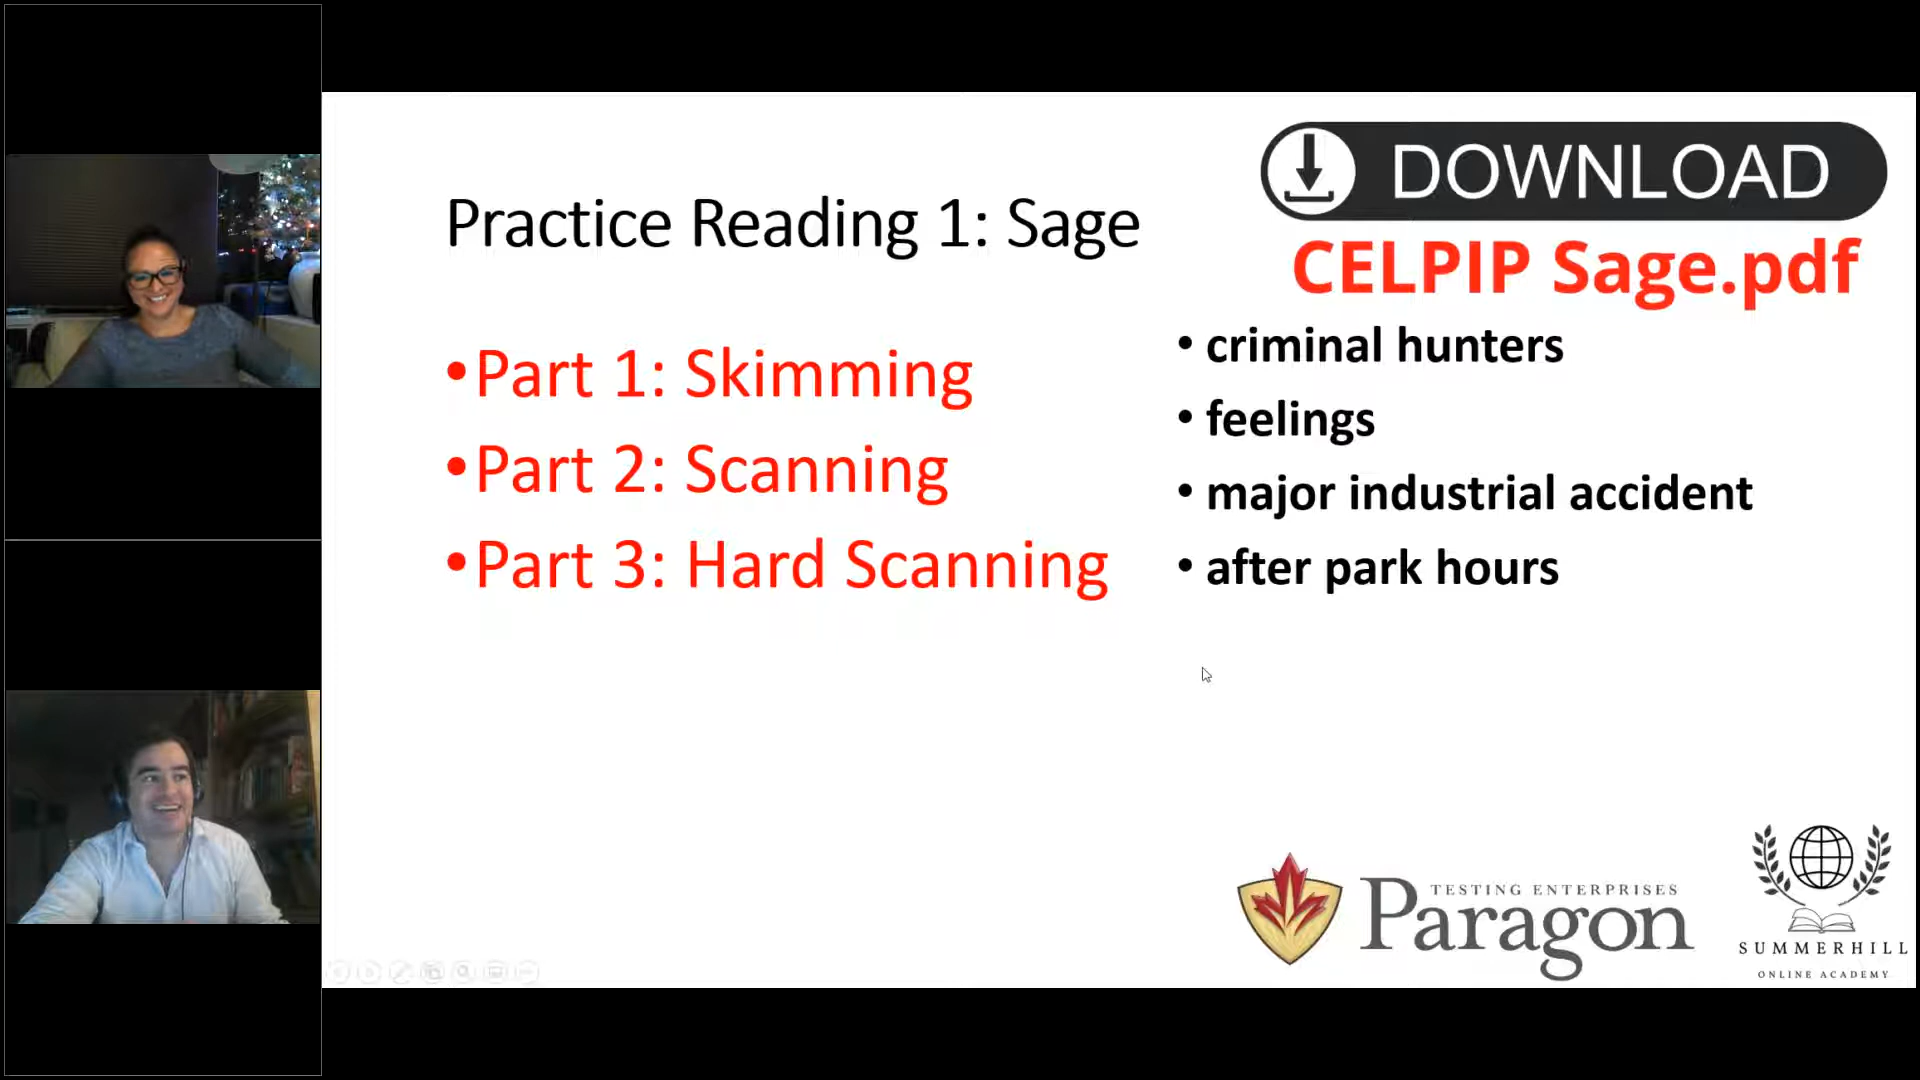 DOWNLOAD
CELPIP Sage.pdf
Practice Reading 1: Sage
•Part 1: Skimming
•Part 2: Scanning
•Part 3: Hard Scanning
• criminal hunters
• feelings
• major industrial accident
• after park hours
TESTING ENTERPRISES
Paragon
SUMMERHILL
ONLINE ACADEMY